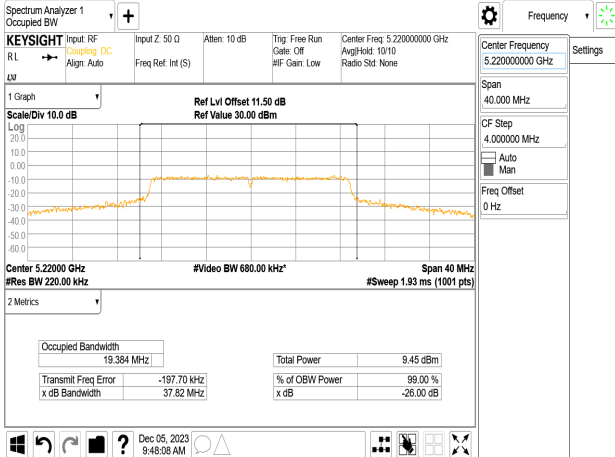 Spectrum Analyzer 1
Occupied BW
Frequency
KEYSIGHT
RL
LXI
Input: RF
Coupling: DC
Align: Auto
Input Z: 50 Ω
Freq Ref: Int (S)
Atten: 10 dB
Trig: Free Run
Gate: Off
#IF Gain: Low
Center Freq: 5.220000000 GHz
Avg|Hold: 10/10
Radio Std: None
Center Frequency
5.220000000 GHz
Settings
Span
40.000 MHz
CF Step
4.000000 MHz
Auto
Man
Freq Offset
0 Hz
1 Graph
Scale/Div 10.0 dB
Ref Lvl Offset 11.50 dB
Ref Value 30.00 dBm
Log
20.0
10.0
0.00
-10.0
-20.0
-30.0
-40.0
-50.0
-60.0
Center 5.22000 GHz
#Video BW 680.00 kHz*
Span 40 MHz
#Res BW 220.00 kHz
#Sweep 1.93 ms (1001 pts)
2 Metrics
Occupied Bandwidth
19.384 MHz
Total Power 9.45 dBm
Transmit Freq Error -197.70 kHz
% of OBW Power 99.00 %
x dB Bandwidth 37.82 MHz
x dB -26.00 dB
?
Dec 05, 2023
9:48:08 AM